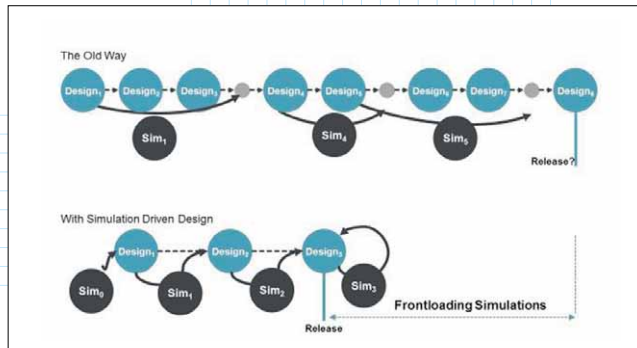 The Old Way
Design₁ Design₂ Design₃ Design₄ Design₅ Design₆ Design₇ Design₈
Sim₁ Sim₄ Sim₅
Release?
With Simulation Driven Design
Design₁ Design₂ Design₃
Sim₀ Sim₁ Sim₂ Sim₃
Frontloading Simulations
Release